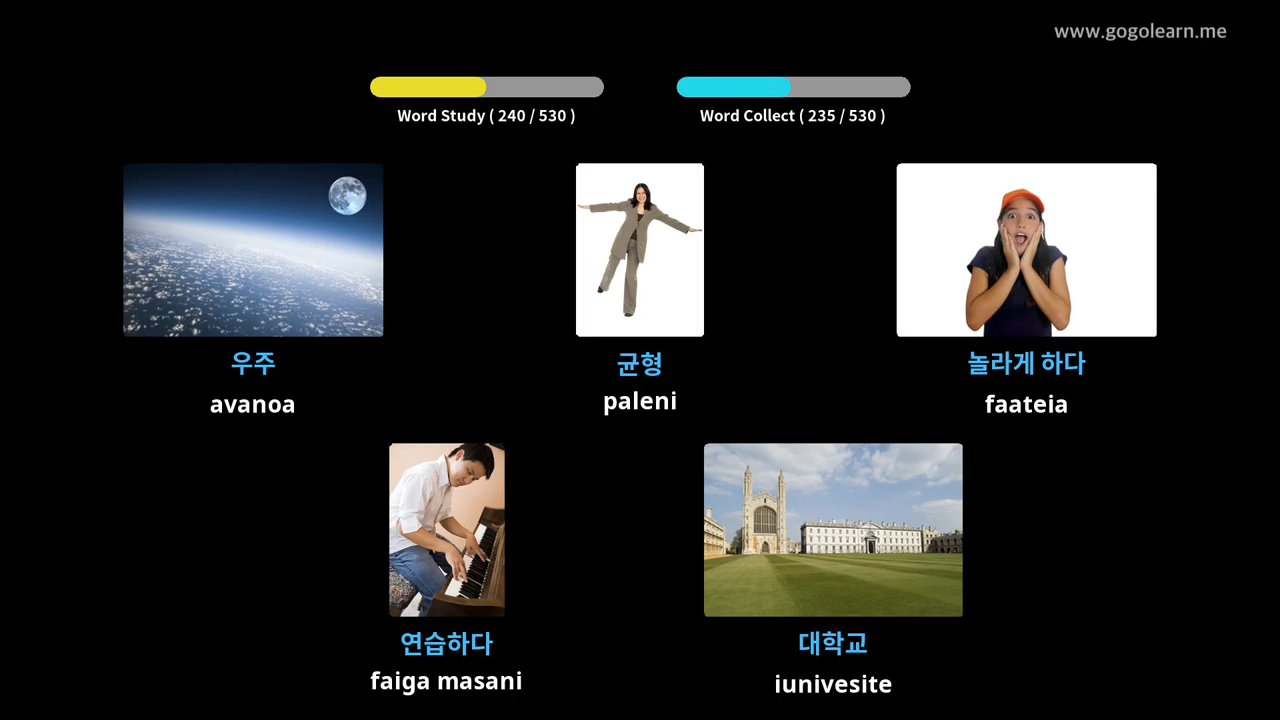 www.gogolearn.me
Word Study ( 240 / 530 )
Word Collect ( 235 / 530 )
우주
avanoa
균형
paleni
놀라게 하다
faateia
연습하다
faiga masani
대학교
iunivesite